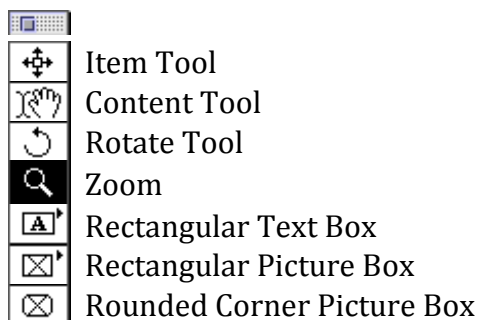 Item Tool
Content Tool
Rotate Tool
Zoom
A Rectangular Text Box
Rectangular Picture Box
Rounded Corner Picture Box